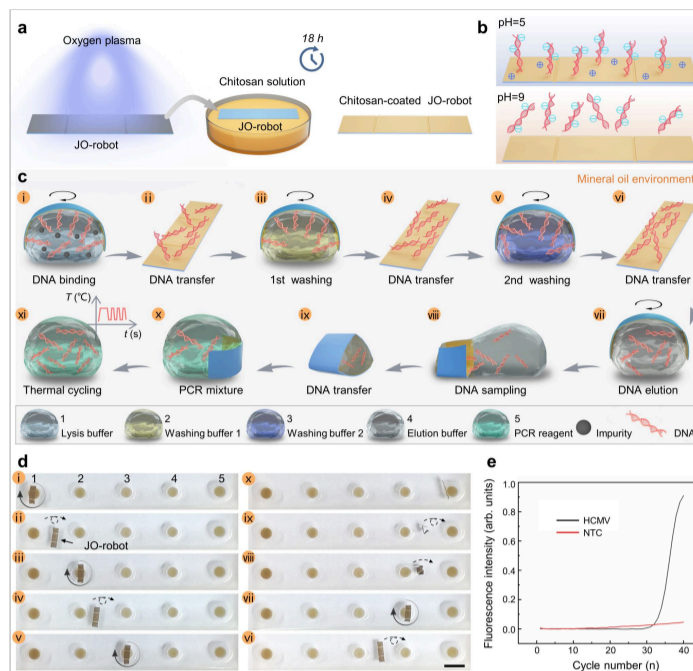 a
Oxygen plasma
18 h
Chitosan solution
JO-robot
JO-robot
Chitosan-coated JO-robot
b
pH=5
pH=9
c
Mineral oil environment
i
ii
iii
iv
v
vi
DNA binding
DNA transfer
1st washing
DNA transfer
2nd washing
DNA transfer
xi
T (℃)
t (s)
x
ix
viii
vii
Thermal cycling
PCR mixture
DNA transfer
DNA sampling
DNA elution
1
Lysis buffer
2
Washing buffer 1
3
Washing buffer 2
4
Elution buffer
5
PCR reagent
Impurity
DNA
d
1 2 3 4 5
i
ii
JO-robot
iii
iv
v
x
ix
viii
vii
vi
e
Fluorescence intensity (arb. units)
1.0
0.8
0.6
0.4
0.2
0.0
HCMV
NTC
0 10 20 30 40
Cycle number (n)